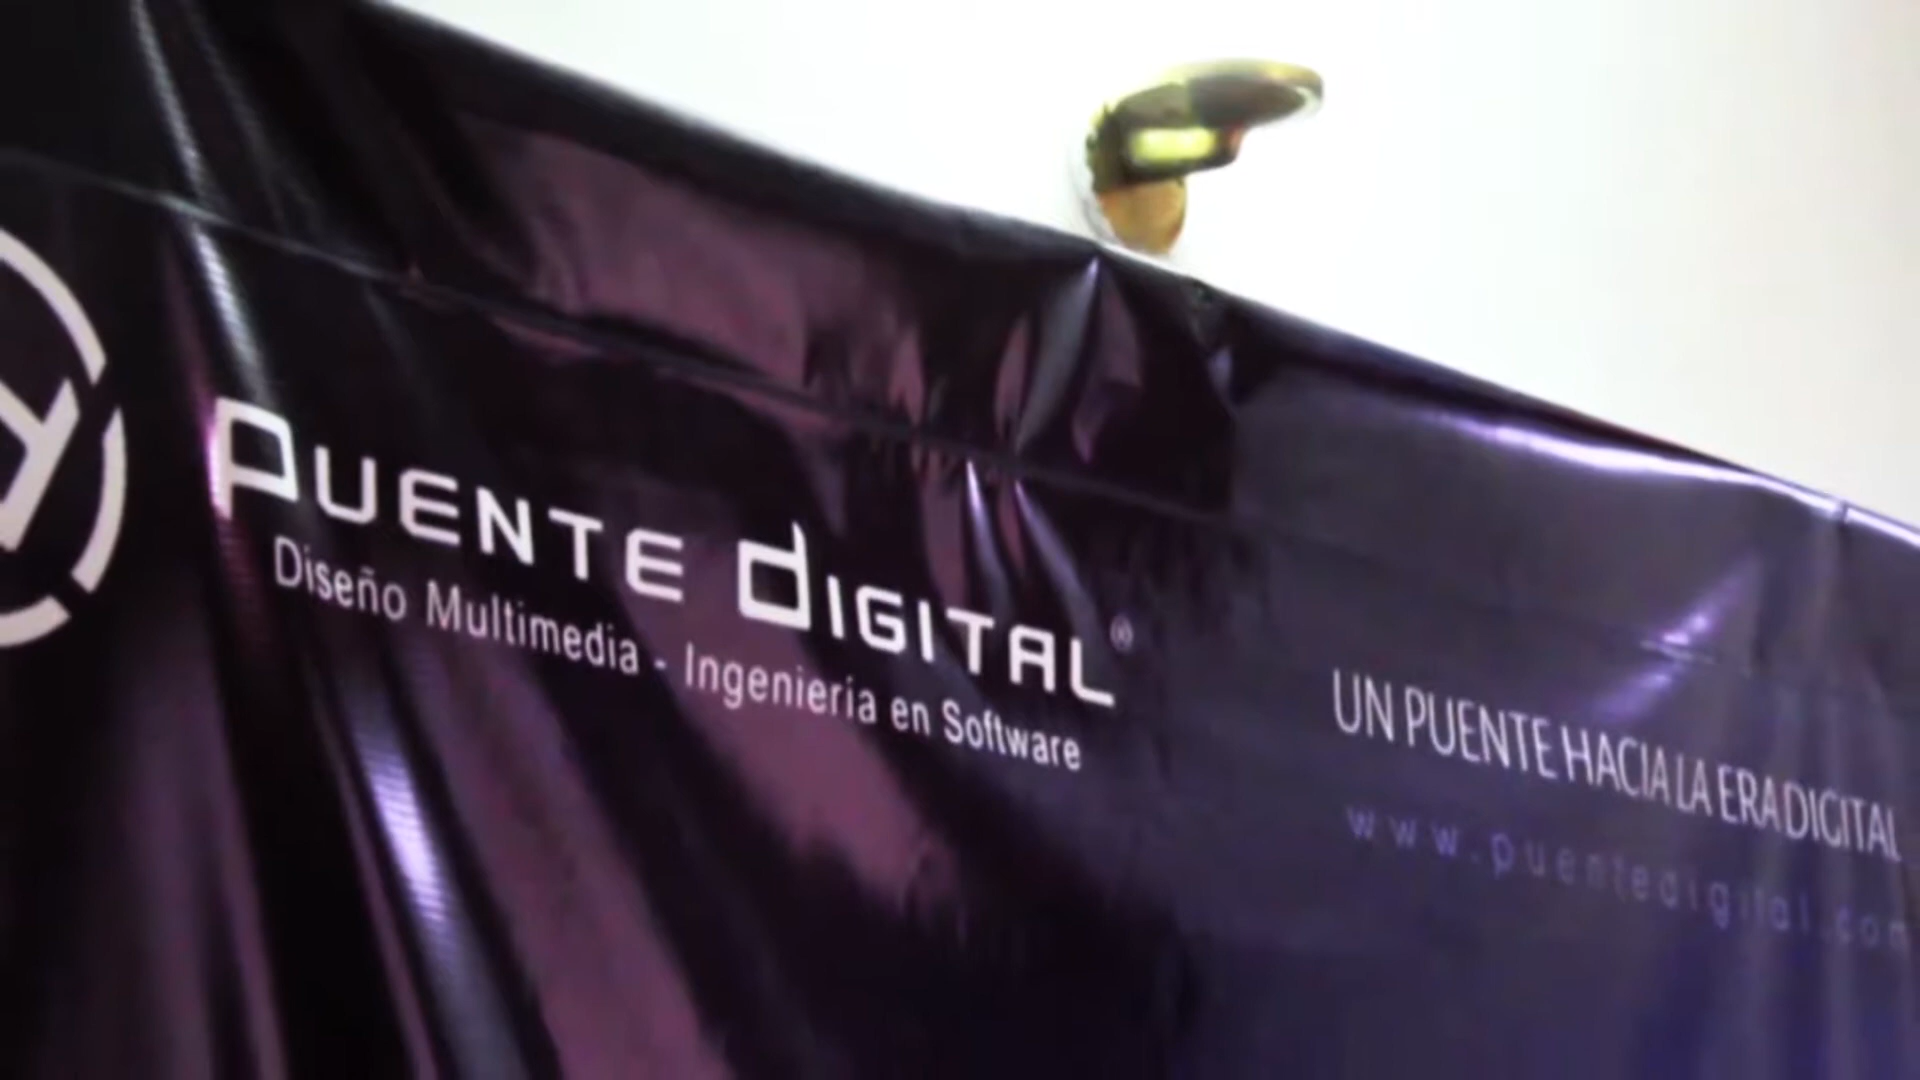 PUENTE DIGITAL®
Diseño Multimedia - Ingeniería en Software
UN PUENTE HACIA LA ERA DIGITAL
www.puentedigital.com